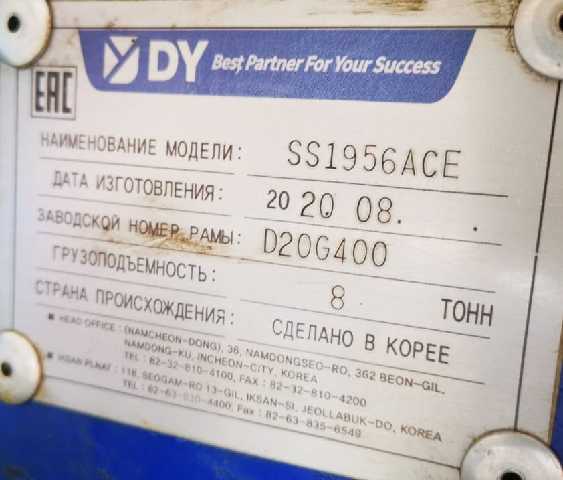 DY Best Partner For Your Success
EAC
НАИМЕНОВАНИЕ МОДЕЛИ: SS1956ACE
ДАТА ИЗГОТОВЛЕНИЯ: 20 20 08. .
ЗАВОДСКОЙ НОМЕР РАМЫ: D20G400
ГРУЗОПОДЪЕМНОСТЬ: 8 ТОНН
СТРАНА ПРОИСХОЖДЕНИЯ: СДЕЛАНО В КОРЕЕ
■ HEAD OFFICE : (NAMCHEON-DONG), 36, NAMDONGSEO-RO, 362 BEON-GIL,
NAMDONG-KU, INCHEON-CITY, KOREA
TEL : 82-32-810-4100, FAX : 82-32-810-4200
■ IKSAN PLNAT : 118, SEOGAM-RO 13-GIL, IKSAN-SI, JEOLLABUK-DO, KOREA
TEL : 82-63-830-4400, Fax : 82-63-835-6549